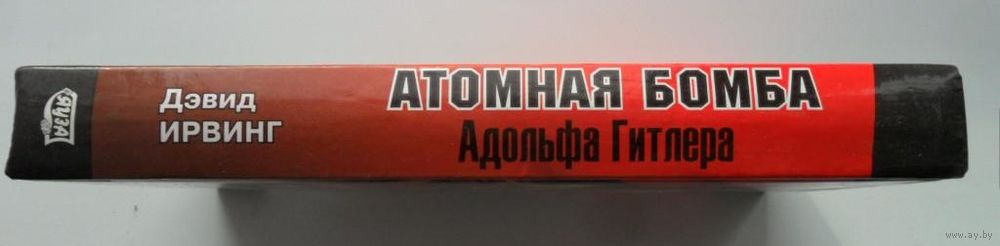 Дэвид
ИРВИНГ
АТОМНАЯ БОМБА
Адольфа Гитлера
ЯУЗА
www.ay.by